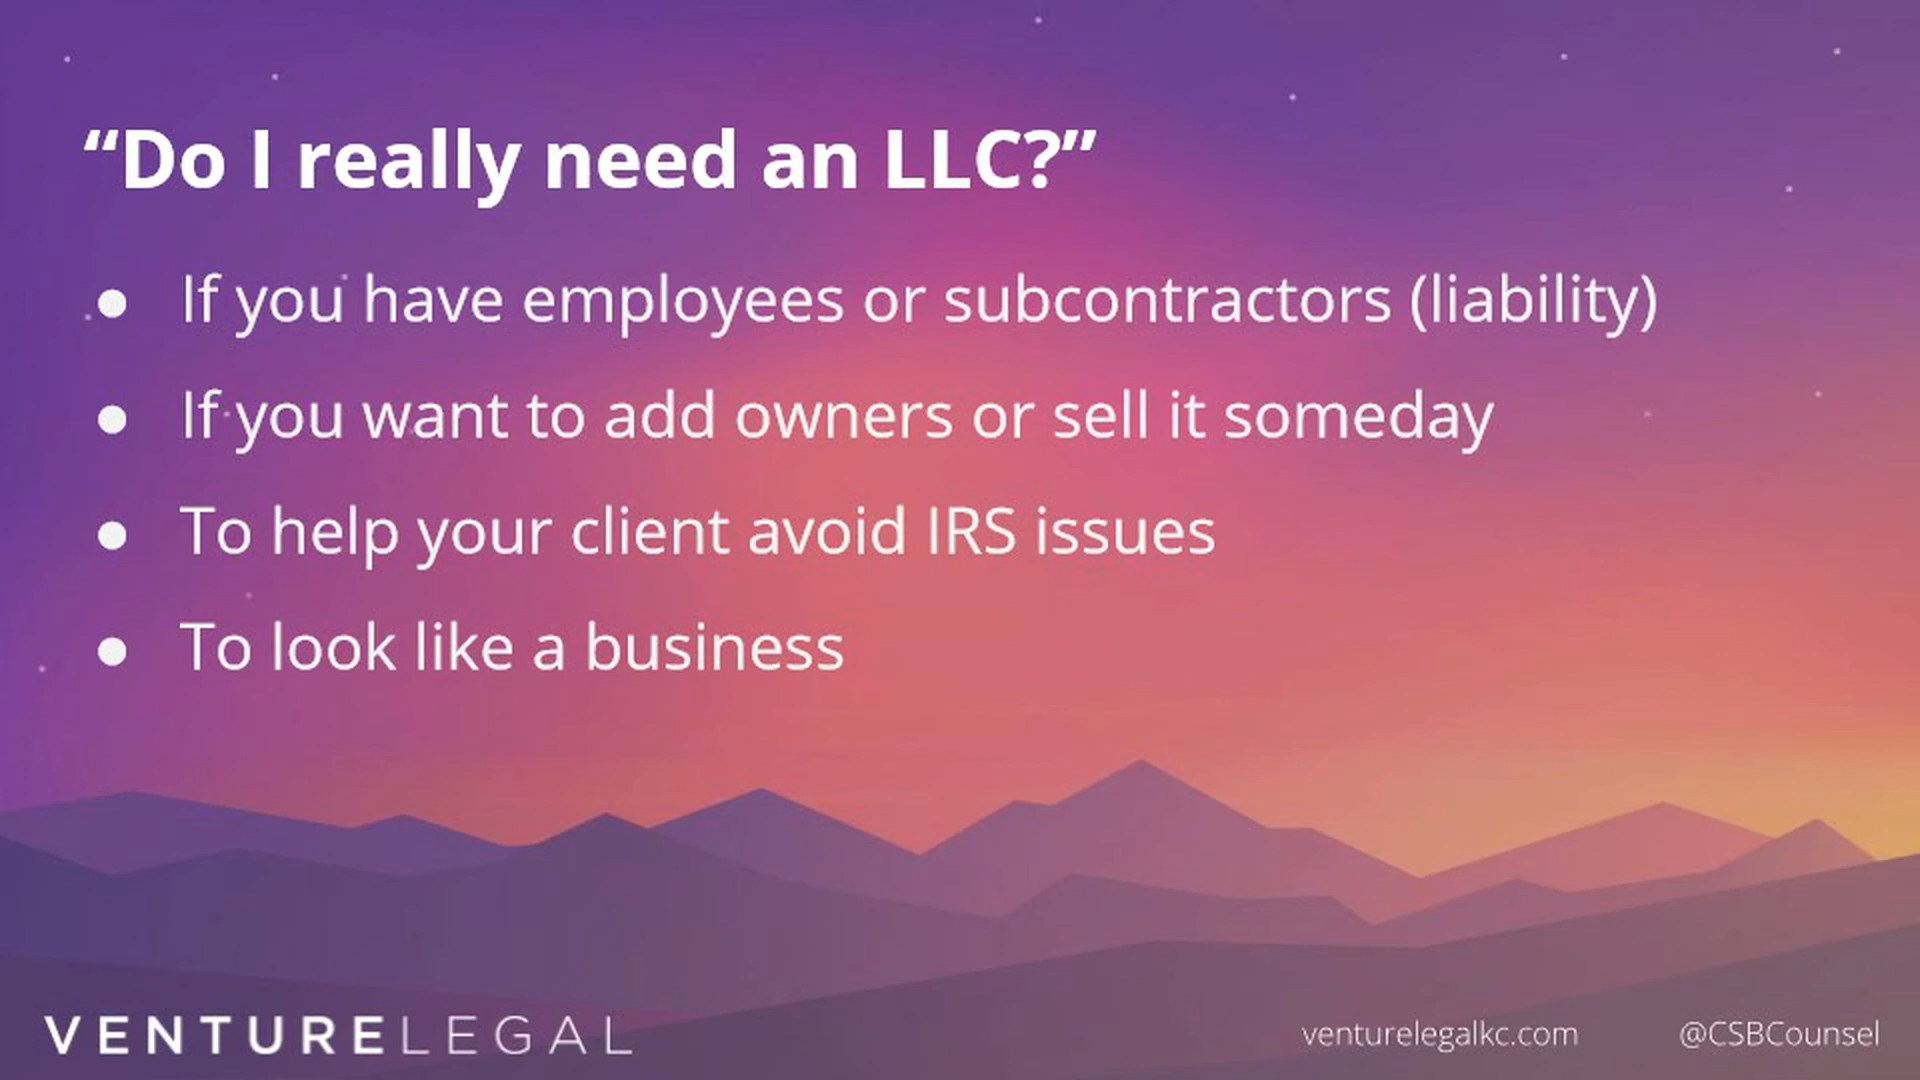 “Do I really need an LLC?”
● If you have employees or subcontractors (liability)
● If you want to add owners or sell it someday
● To help your client avoid IRS issues
● To look like a business
VENTURELEGAL
venturelegalkc.com
@CSBCounsel